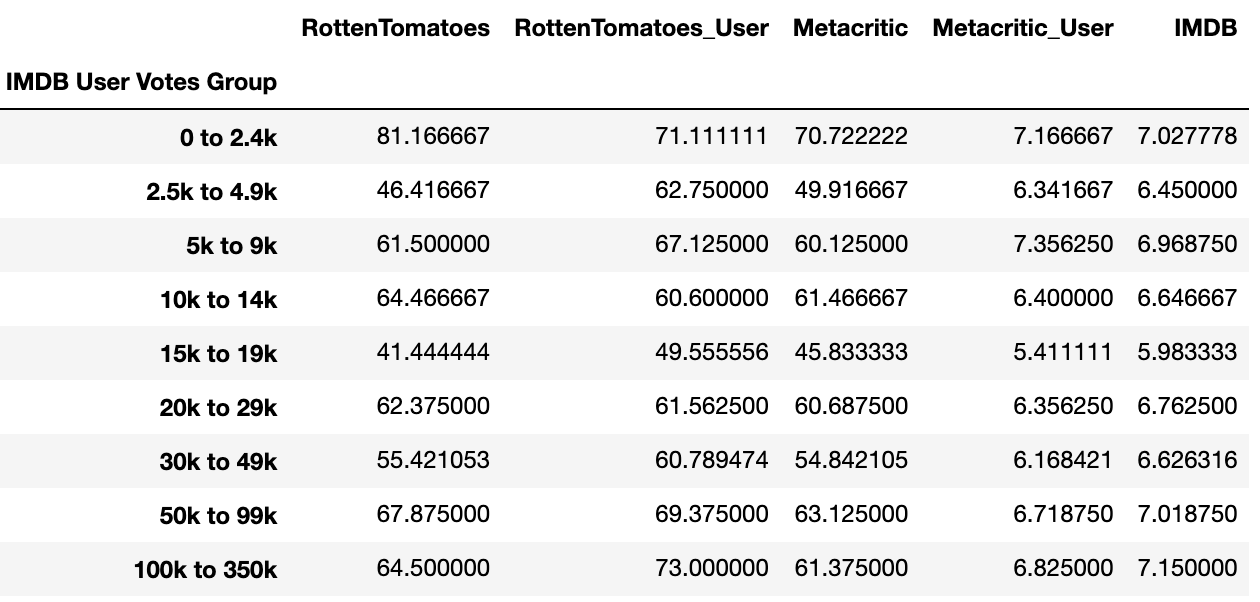 RottenTomatoes RottenTomatoes_User Metacritic Metacritic_User IMDB
IMDB User Votes Group
0 to 2.4k 81.166667 71.111111 70.722222 7.166667 7.027778
2.5k to 4.9k 46.416667 62.750000 49.916667 6.341667 6.450000
5k to 9k 61.500000 67.125000 60.125000 7.356250 6.968750
10k to 14k 64.466667 60.600000 61.466667 6.400000 6.646667
15k to 19k 41.444444 49.555556 45.833333 5.411111 5.983333
20k to 29k 62.375000 61.562500 60.687500 6.356250 6.762500
30k to 49k 55.421053 60.789474 54.842105 6.168421 6.626316
50k to 99k 67.875000 69.375000 63.125000 6.718750 7.018750
100k to 350k 64.500000 73.000000 61.375000 6.825000 7.150000